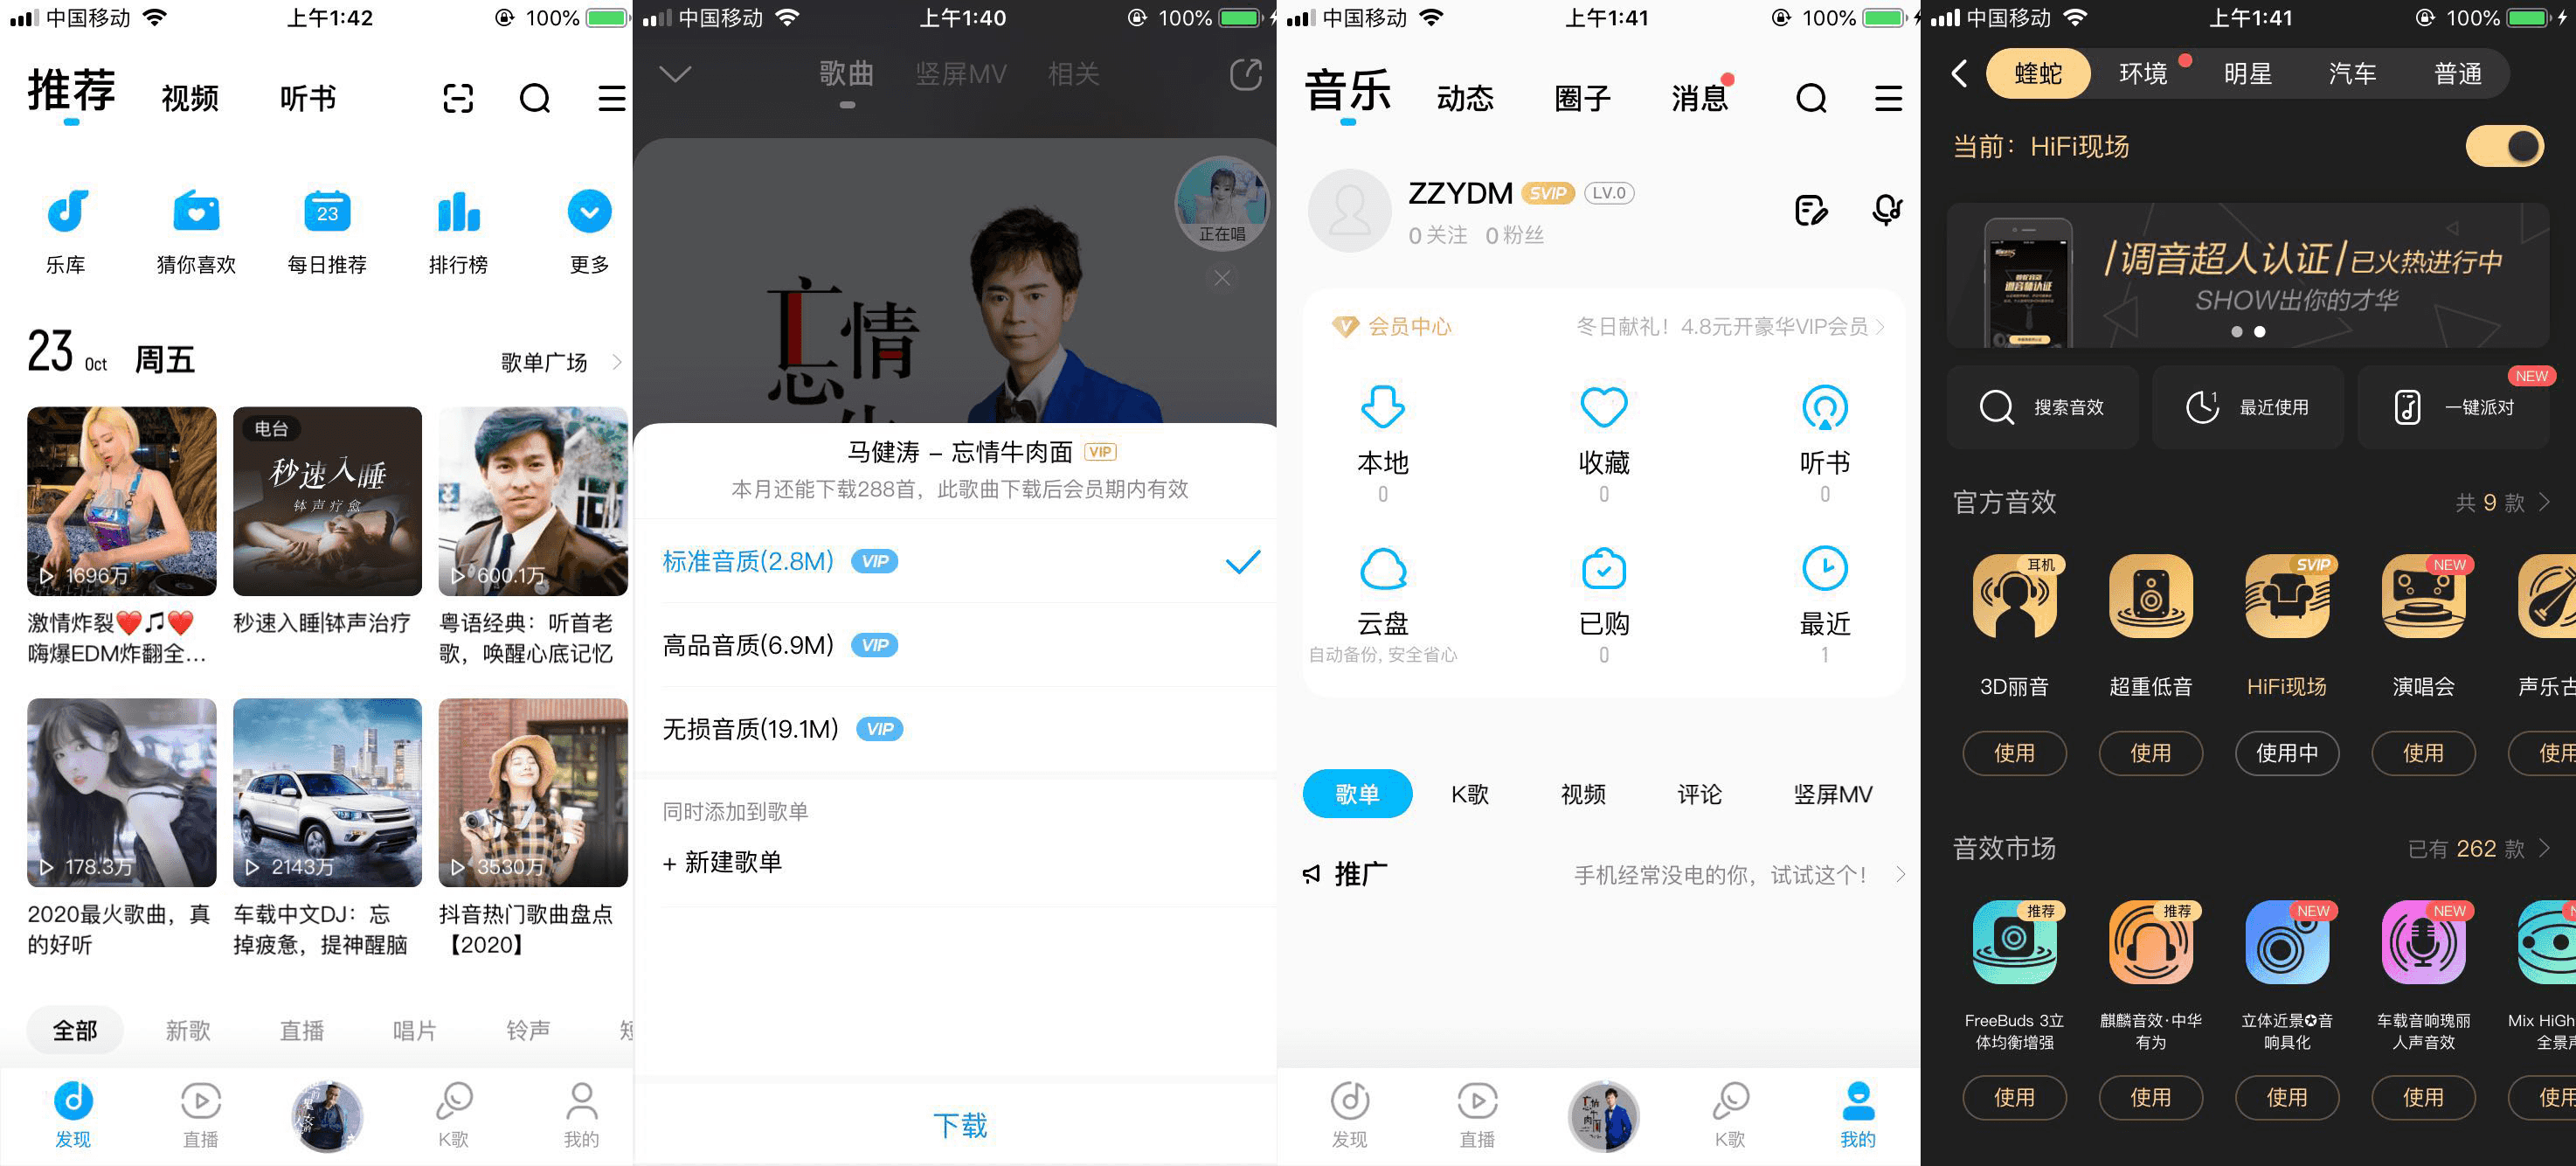 中国移动 上午1:42 100%
推荐 视频 听书
23
乐库 猜你喜欢 每日推荐 排行榜 更多
23 Oct 周五 歌单广场
电台
秒速入睡
钵声疗愈
1696万 600.1万
激情炸裂❤️🎵❤️ 秒速入睡|钵声治疗 粤语经典：听首老
嗨爆EDM炸翻全... 歌，唤醒心底记忆
178.3万 2143万 3530万
2020最火歌曲，真 车载中文DJ：忘 抖音热门歌曲盘点
的好听 掉疲惫，提神醒脑 【2020】
全部 新歌 直播 唱片 铃声
发现 直播 K歌 我的
中国移动 上午1:40 100%
歌曲 竖屏MV 相关
正在唱
忘情
马健涛 – 忘情牛肉面 VIP
本月还能下载288首，此歌曲下载后会员期内有效
标准音质(2.8M) VIP
高品音质(6.9M) VIP
无损音质(19.1M) VIP
同时添加到歌单
+ 新建歌单
下载
中国移动 上午1:41 100%
音乐 动态 圈子 消息
ZZYDM SVIP LV.0
0 关注 0 粉丝
会员中心 冬日献礼！4.8元开豪华VIP会员
本地 收藏 听书
0 0 0
云盘 已购 最近
自动备份, 安全省心 0 1
歌单 K歌 视频 评论 竖屏MV
推广 手机经常没电的你，试试这个！
忘情牛肉面
发现 直播 K歌 我的
中国移动 上午1:41 100%
蝰蛇 环境 明星 汽车 普通
当前：HiFi现场
调音超人认证 已火热进行中
SHOW出你的才华
NEW
搜索音效 最近使用 一键派对
官方音效 共 9 款
耳机 SVIP NEW
3D丽音 超重低音 HiFi现场 演唱会 声乐古
使用 使用 使用中 使用 使用
音效市场 已有 262 款
推荐 推荐 NEW NEW
FreeBuds 3立 麒麟音效·中华 立体近景✪音 车载音响瑰丽 Mix HiGh
体均衡增强 有为 响具化 人声音效 全景声
使用 使用 使用 使用 使用